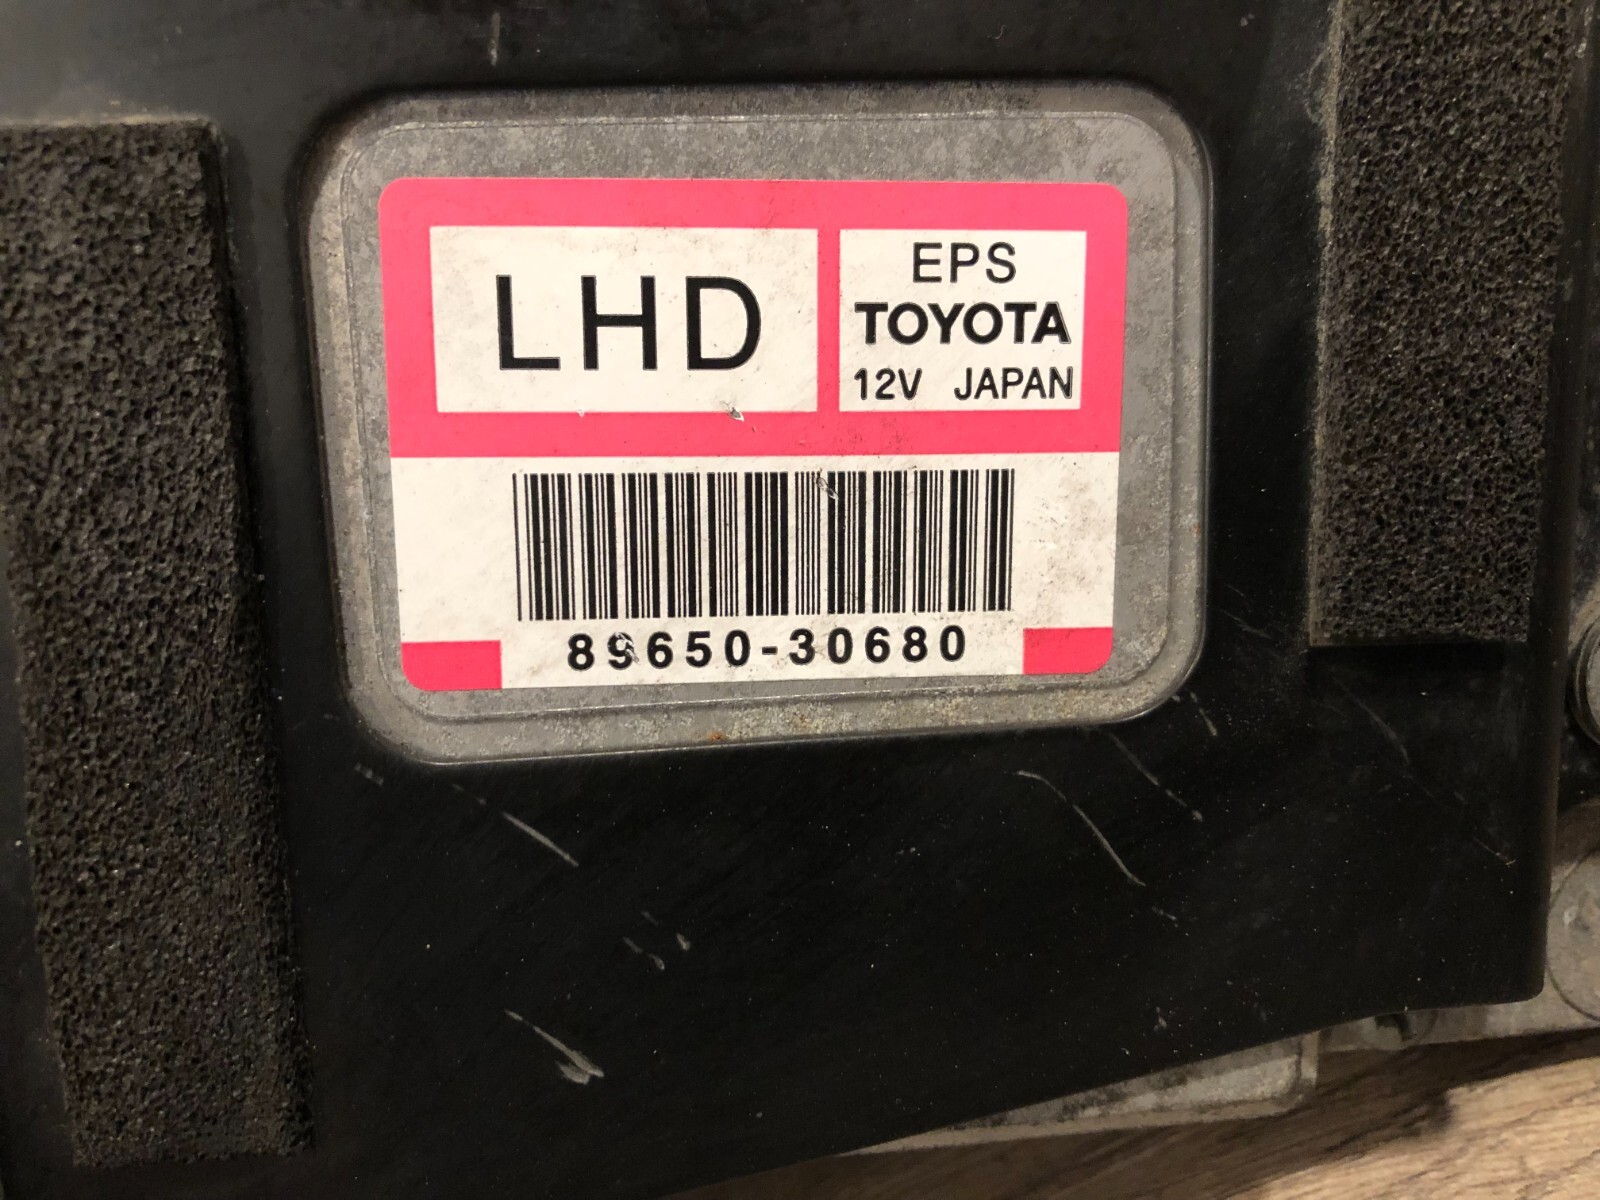 LHD
EPS
TOYOTA
12V JAPAN
89650-30680